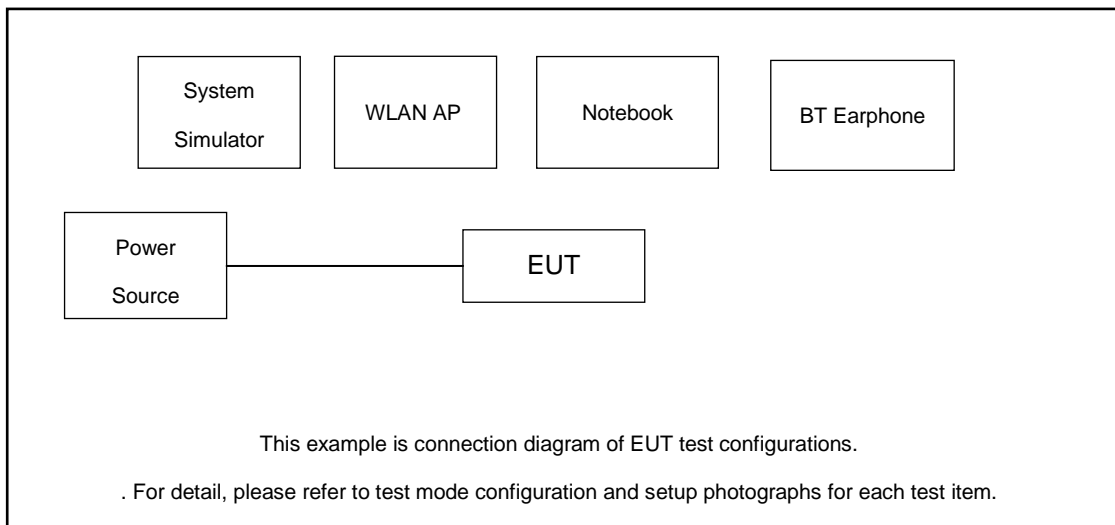 System
Simulator
WLAN AP
Notebook
BT Earphone
Power
Source
EUT
This example is connection diagram of EUT test configurations.
. For detail, please refer to test mode configuration and setup photographs for each test item.